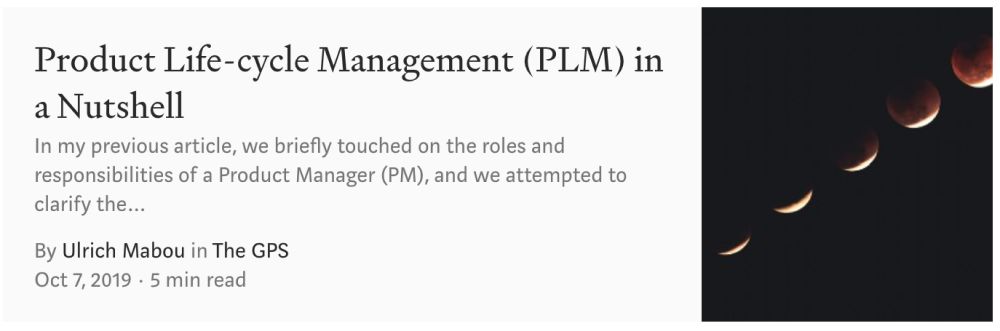 Product Life-cycle Management (PLM) in
a Nutshell
In my previous article, we briefly touched on the roles and
responsibilities of a Product Manager (PM), and we attempted to
clarify the...
By Ulrich Mabou in The GPS
Oct 7, 2019 · 5 min read